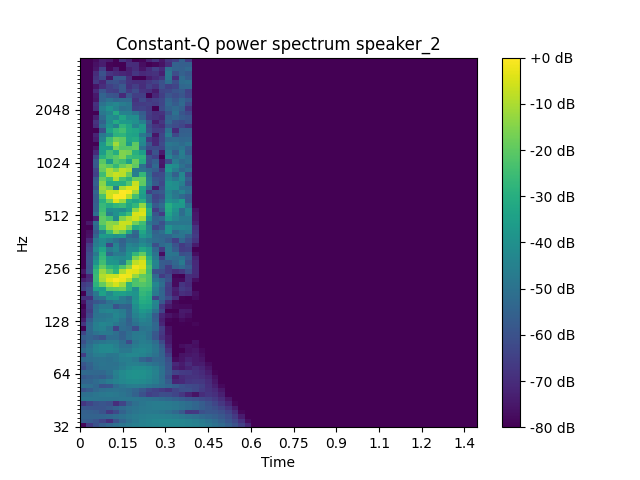 Constant-Q power spectrum speaker_2
Hz
2048
1024
512
256
128
64
32
0 0.15 0.3 0.45 0.6 0.75 0.9 1.1 1.2 1.4
Time
+0 dB
-10 dB
-20 dB
-30 dB
-40 dB
-50 dB
-60 dB
-70 dB
-80 dB